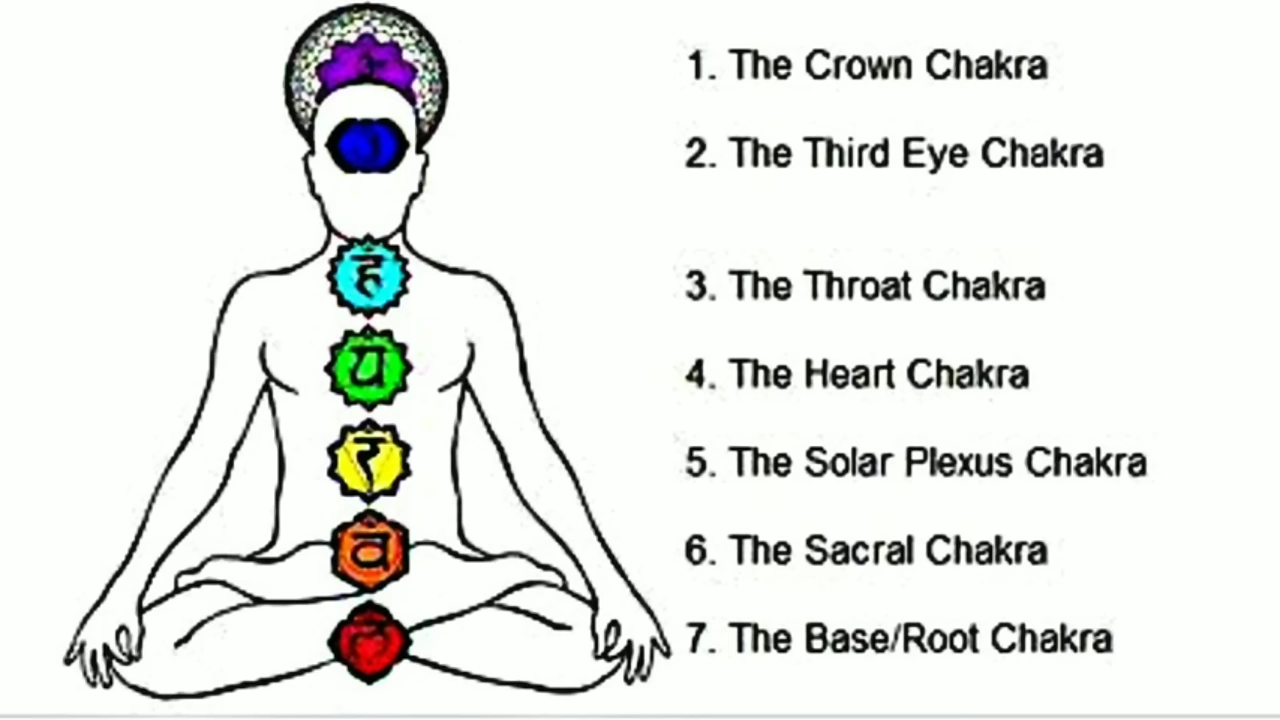 1. The Crown Chakra
2. The Third Eye Chakra
हं
3. The Throat Chakra
य
4. The Heart Chakra
र
5. The Solar Plexus Chakra
व
6. The Sacral Chakra
7. The Base/Root Chakra